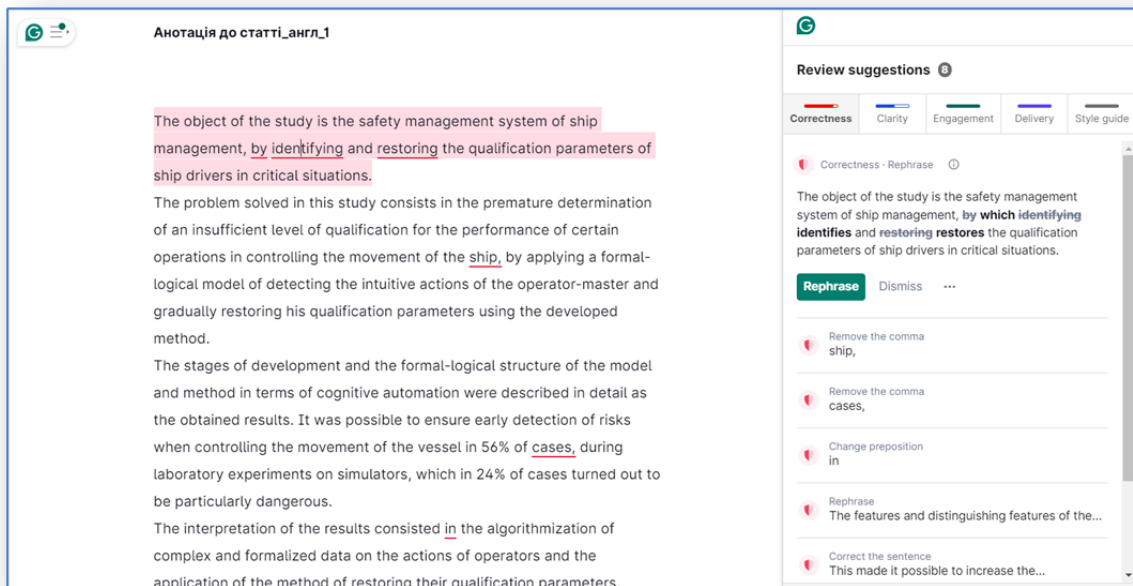 Анотація до статті_англ_1
The object of the study is the safety management system of ship
management, by identifying and restoring the qualification parameters of
ship drivers in critical situations.
The problem solved in this study consists in the premature determination
of an insufficient level of qualification for the performance of certain
operations in controlling the movement of the ship, by applying a formal-
logical model of detecting the intuitive actions of the operator-master and
gradually restoring his qualification parameters using the developed
method.
The stages of development and the formal-logical structure of the model
and method in terms of cognitive automation were described in detail as
the obtained results. It was possible to ensure early detection of risks
when controlling the movement of the vessel in 56% of cases, during
laboratory experiments on simulators, which in 24% of cases turned out to
be particularly dangerous.
The interpretation of the results consisted in the algorithmization of
complex and formalized data on the actions of operators and the
application of the method of restoring their qualification parameters.
Review suggestions 8
Correctness Clarity Engagement Delivery Style guide
Correctness · Rephrase
The object of the study is the safety management
system of ship management, by which identifying
identifies and restoring restores the qualification
parameters of ship drivers in critical situations.
Rephrase Dismiss ...
Remove the comma
ship,
Remove the comma
cases,
Change preposition
in
Rephrase
The features and distinguishing features of the...
Correct the sentence
This made it possible to increase the...